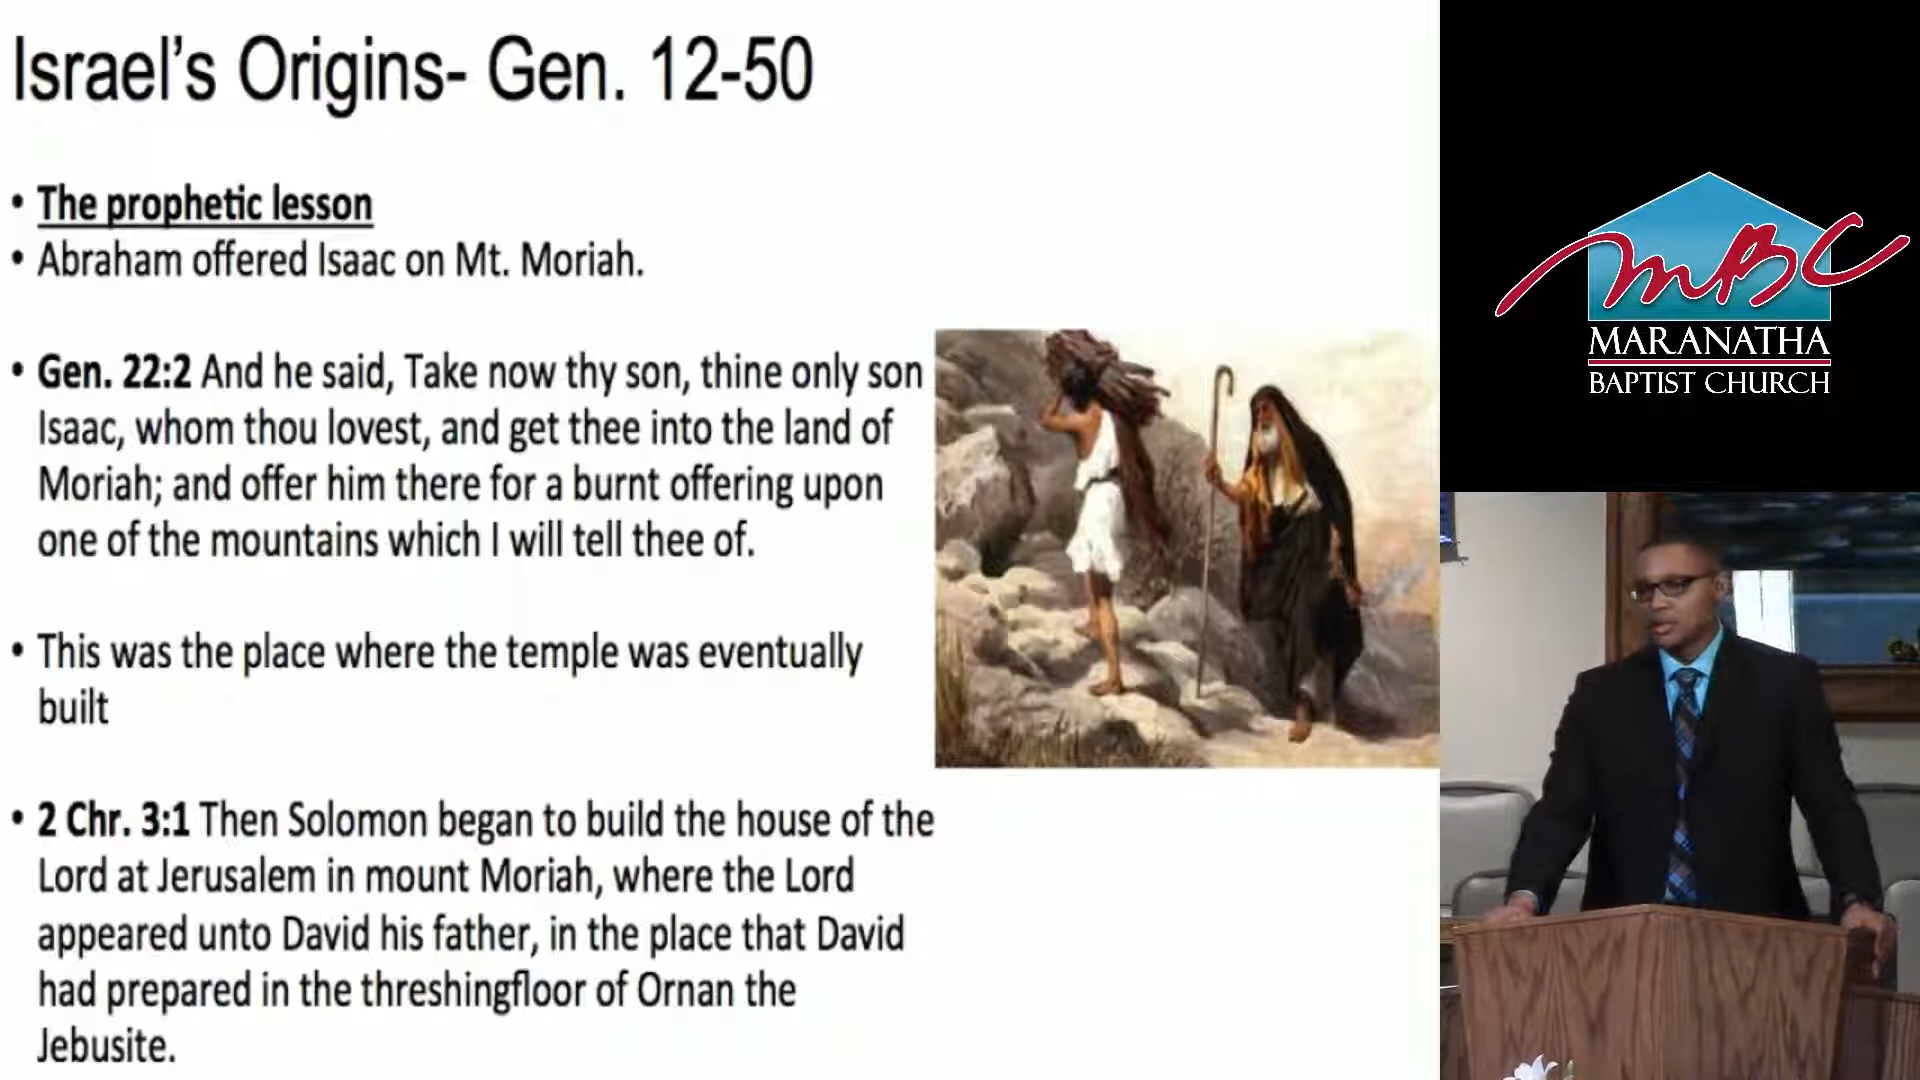 Israel's Origins- Gen. 12-50
• The prophetic lesson
• Abraham offered Isaac on Mt. Moriah.
• Gen. 22:2 And he said, Take now thy son, thine only son
Isaac, whom thou lovest, and get thee into the land of
Moriah; and offer him there for a burnt offering upon
one of the mountains which I will tell thee of.
• This was the place where the temple was eventually
built
• 2 Chr. 3:1 Then Solomon began to build the house of the
Lord at Jerusalem in mount Moriah, where the Lord
appeared unto David his father, in the place that David
had prepared in the threshingfloor of Ornan the
Jebusite.
MBC
MARANATHA
BAPTIST CHURCH